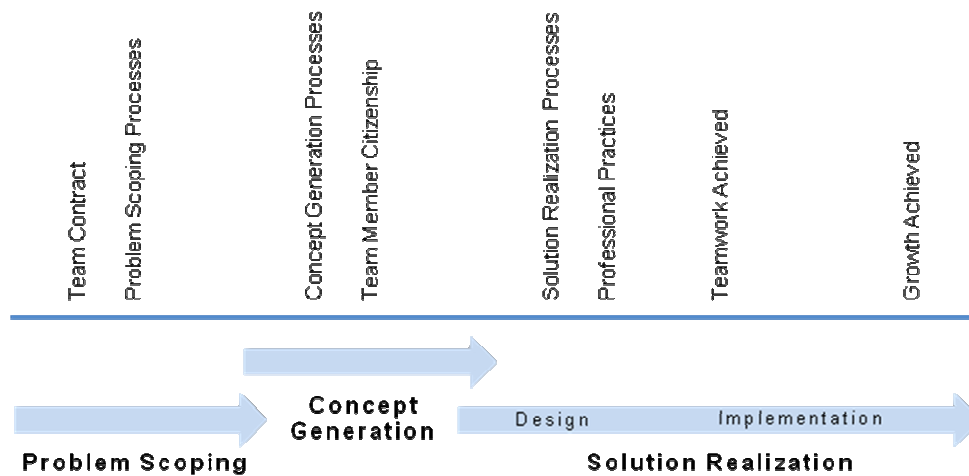 Team Contract
Problem Scoping Processes
Concept Generation Processes
Team Member Citizenship
Solution Realization Processes
Professional Practices
Teamwork Achieved
Growth Achieved
Concept
Generation
Design
Implementation
Problem Scoping
Solution Realization